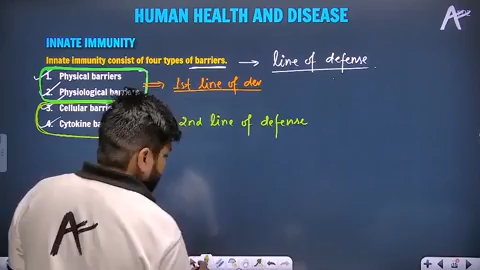 HUMAN HEALTH AND DISEASE
INNATE IMMUNITY
Innate immunity consist of four types of barriers. → line of defense
1. Physical barriers
2. Physiological ⇒ 1st line of def
3. Cellular
4. Cytokine 2nd line of defense